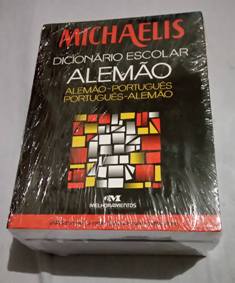 MICHAELIS
DICIONÁRIO ESCOLAR
ALEMÃO
ALEMÃO-PORTUGUÊS
PORTUGUÊS-ALEMÃO
MELHORAMENTOS